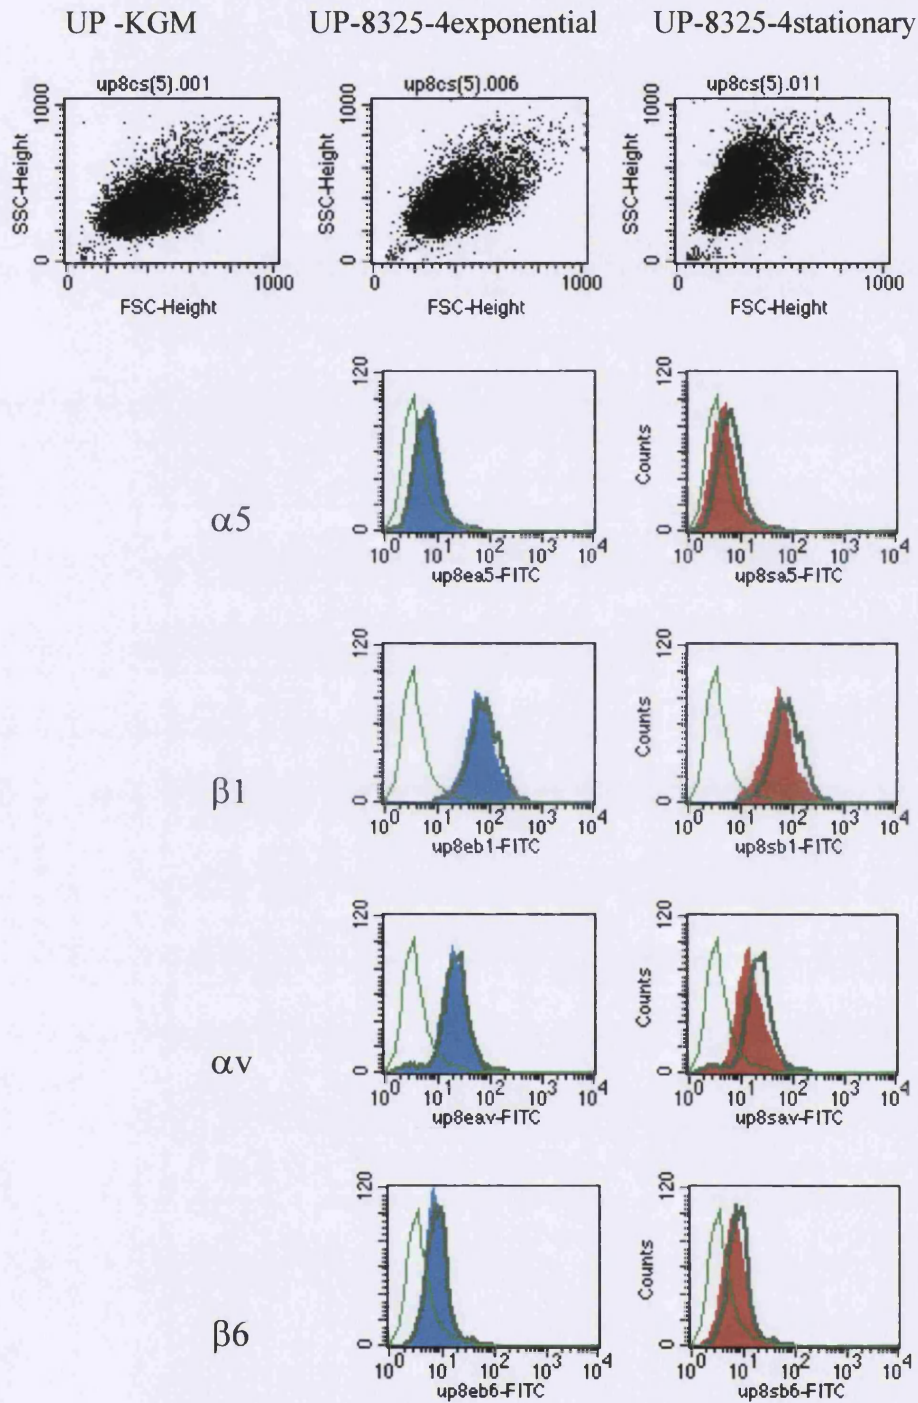 UP -KGM UP-8325-4exponential UP-8325-4stationary
up8cs(5).001 up8cs(5).006 up8cs(5).011
1000 1000 1000
SSC-Height SSC-Height SSC-Height
0 0 0
0 1000 0 1000 0 1000
FSC-Height FSC-Height FSC-Height
α5
120 120
Counts
0 0
10^0 10^1 10^2 10^3 10^4 10^0 10^1 10^2 10^3 10^4
up8ea5-FITC up8sa5-FITC
β1
120 120
Counts
0 0
10^0 10^1 10^2 10^3 10^4 10^0 10^1 10^2 10^3 10^4
up8eb1-FITC up8sb1-FITC
αv
120 120
Counts
0 0
10^0 10^1 10^2 10^3 10^4 10^0 10^1 10^2 10^3 10^4
up8eav-FITC up8sav-FITC
β6
120 120
Counts
0 0
10^0 10^1 10^2 10^3 10^4 10^0 10^1 10^2 10^3 10^4
up8eb6-FITC up8sb6-FITC